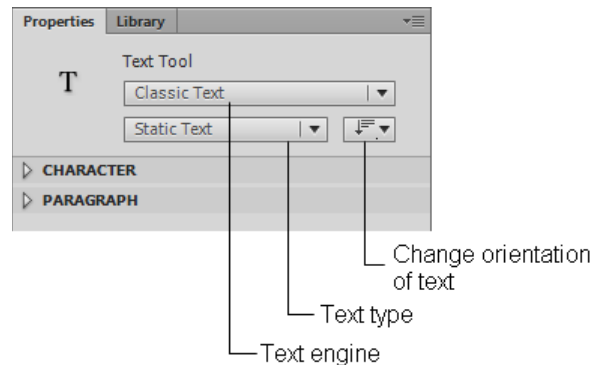 Properties Library
Text Tool
T
Classic Text
Static Text
CHARACTER
PARAGRAPH
Change orientation
of text
Text type
Text engine